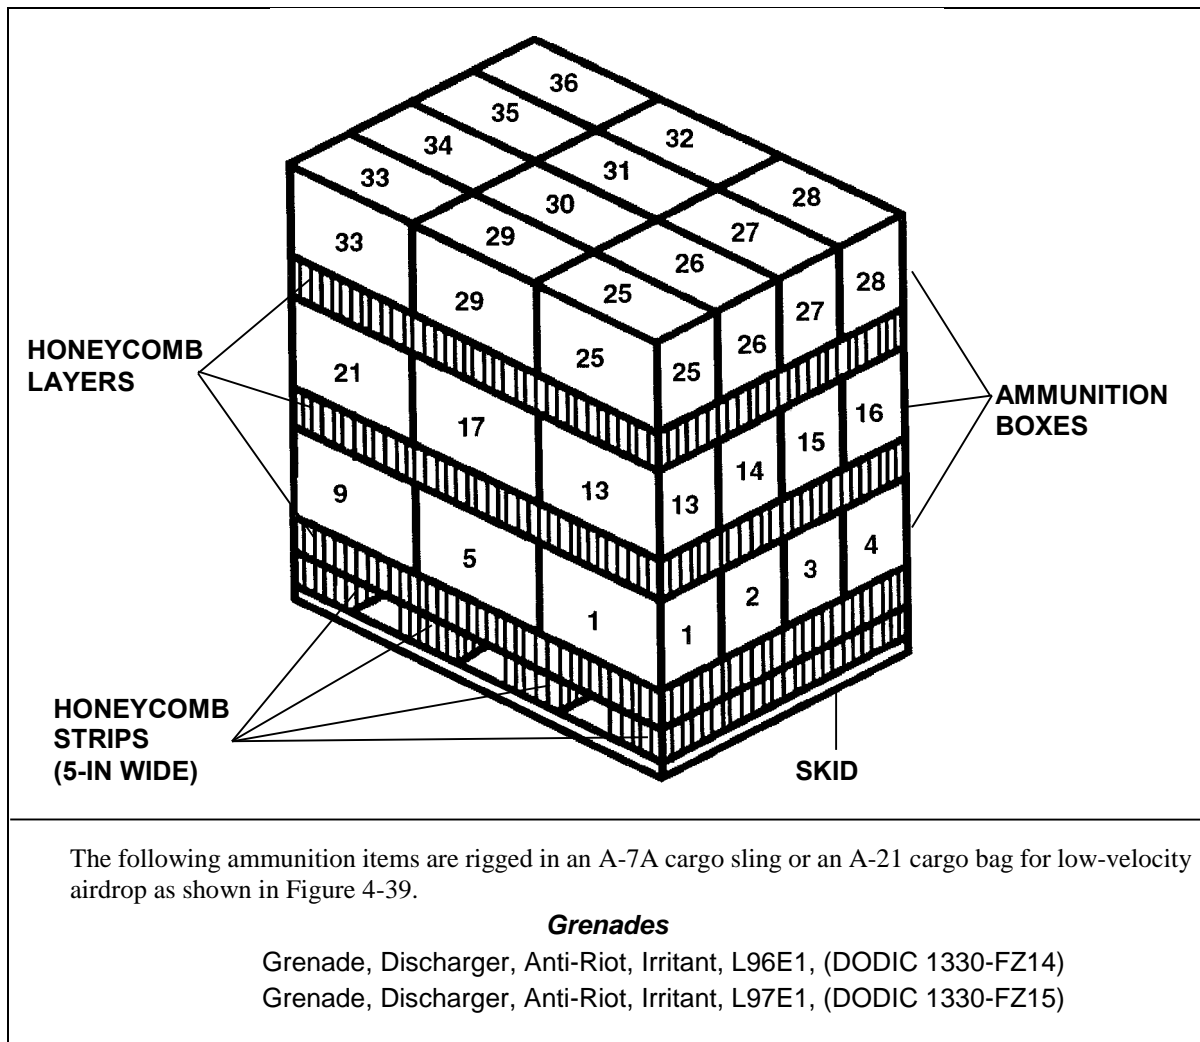 36
35
32
34
31
33
30
28
29
27
33
26
28
29
25
27
25
25
26
HONEYCOMB
LAYERS
21
17
16
AMMUNITION
BOXES
15
14
13
13
9
5
4
3
2
1
1
HONEYCOMB
STRIPS
(5-IN WIDE)
SKID
The following ammunition items are rigged in an A-7A cargo sling or an A-21 cargo bag for low-velocity
airdrop as shown in Figure 4-39.
Grenades
Grenade, Discharger, Anti-Riot, Irritant, L96E1, (DODIC 1330-FZ14)
Grenade, Discharger, Anti-Riot, Irritant, L97E1, (DODIC 1330-FZ15)